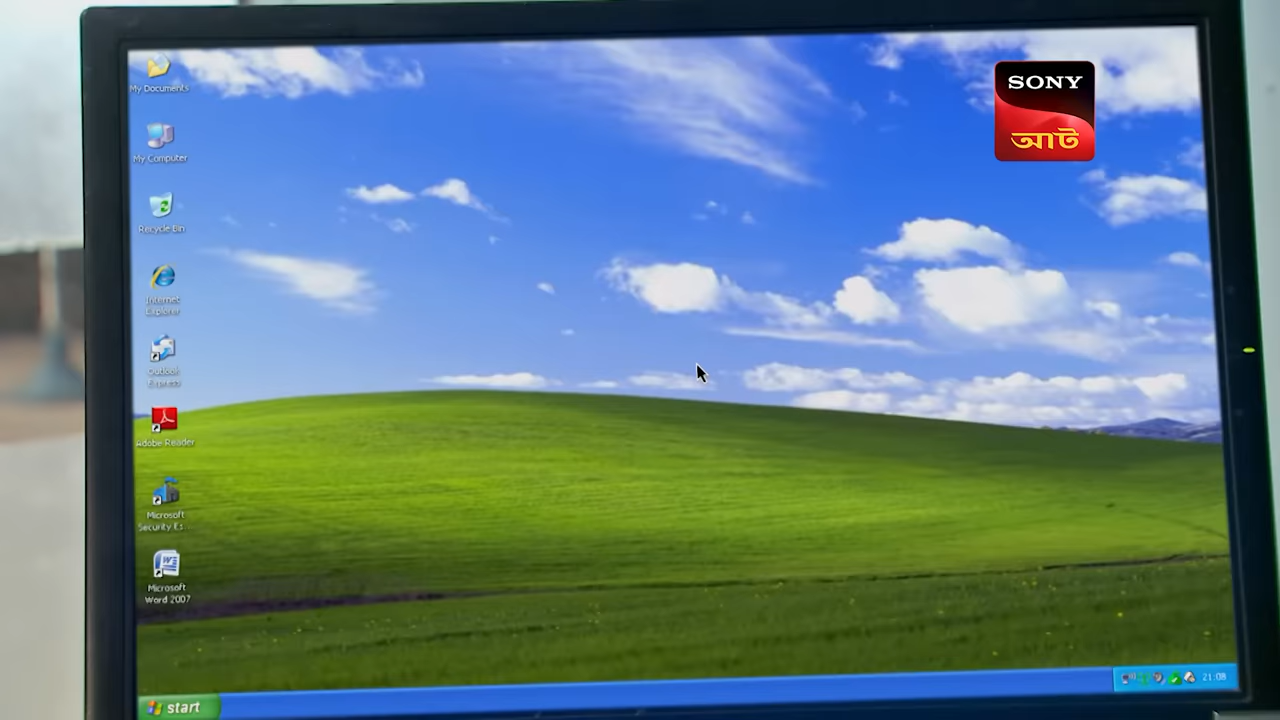 My Documents
SONY
আট
My Computer
Recycle Bin
Internet
Explorer
Outlook
Express
Adobe Reader
Microsoft
Security Es...
Microsoft
Word 2007
start
21:08